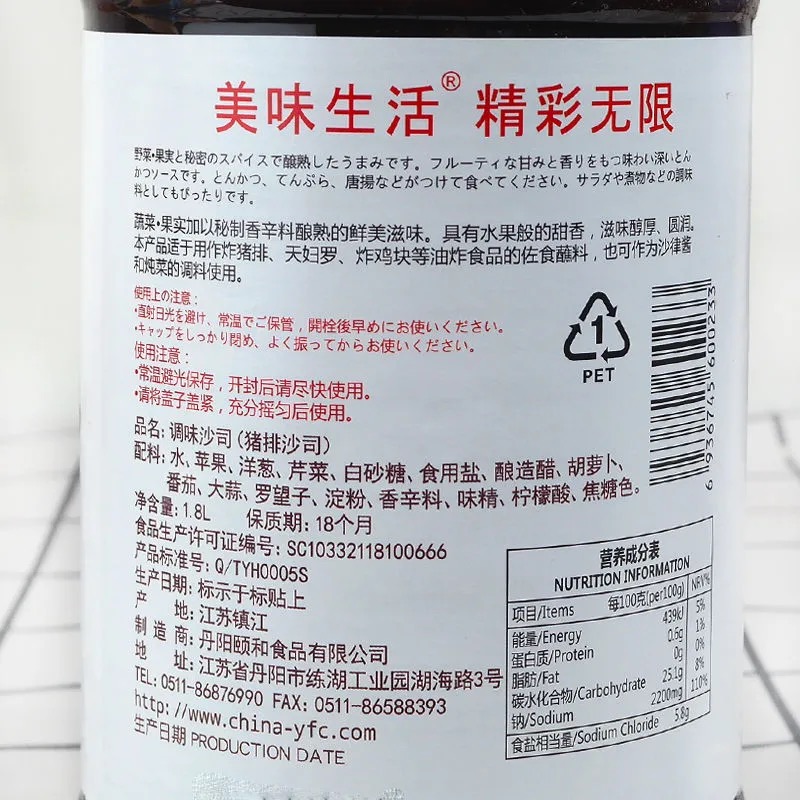 美味生活® 精彩无限
野菜•果実と秘密のスパイスで醸熟したうまみです。フルーティな甘みと香りをもつ味わい深いとん
かつソースです。とんかつ、てんぷら、唐揚などがつけて食べてください。サラダや煮物などの調味
料としてもぴったりです。
蔬菜•果实加以秘制香辛料酿熟的鲜美滋味。具有水果般的甜香，滋味醇厚、圆润。
本产品适于用作炸猪排、天妇罗、炸鸡块等油炸食品的佐食蘸料，也可作为沙律酱
和炖菜的调料使用。
使用上の注意：
•直射日光を避け、常温でご保管，開栓後早めにお使いください。
•キャップをしっかり閉め、よく振ってからお使いください。
使用注意：
•常温避光保存，开封后请尽快使用。
•请将盖子盖紧，充分摇匀后使用。
1
PET
6 936745 600233
品名: 调味沙司（猪排沙司）
配料: 水、苹果、洋葱、芹菜、白砂糖、食用盐、酿造醋、胡萝卜、
番茄、大蒜、罗望子、淀粉、香辛料、味精、柠檬酸、焦糖色。
净含量: 1.8L 保质期: 18个月
食品生产许可证编号: SC10332118100666
产品标准号: Q/TYH0005S
生产日期: 标示于标贴上
产 地: 江苏镇江
制 造 商: 丹阳颐和食品有限公司
地 址: 江苏省丹阳市练湖工业园湖海路3号
TEL: 0511-86876990 FAX: 0511-86588393
http://www.china-yfc.com
生产日期 PRODUCTION DATE
营养成分表
NUTRITION INFORMATION
项目/Items 每100克(per100g) NRV%
能量/Energy 439kJ 5%
蛋白质/Protein 0.6g 1%
脂肪/Fat 0g 0%
碳水化合物/Carbohydrate 25.1g 8%
钠/Sodium 2200mg 110%
食盐相当量/Sodium Chloride 5.8g